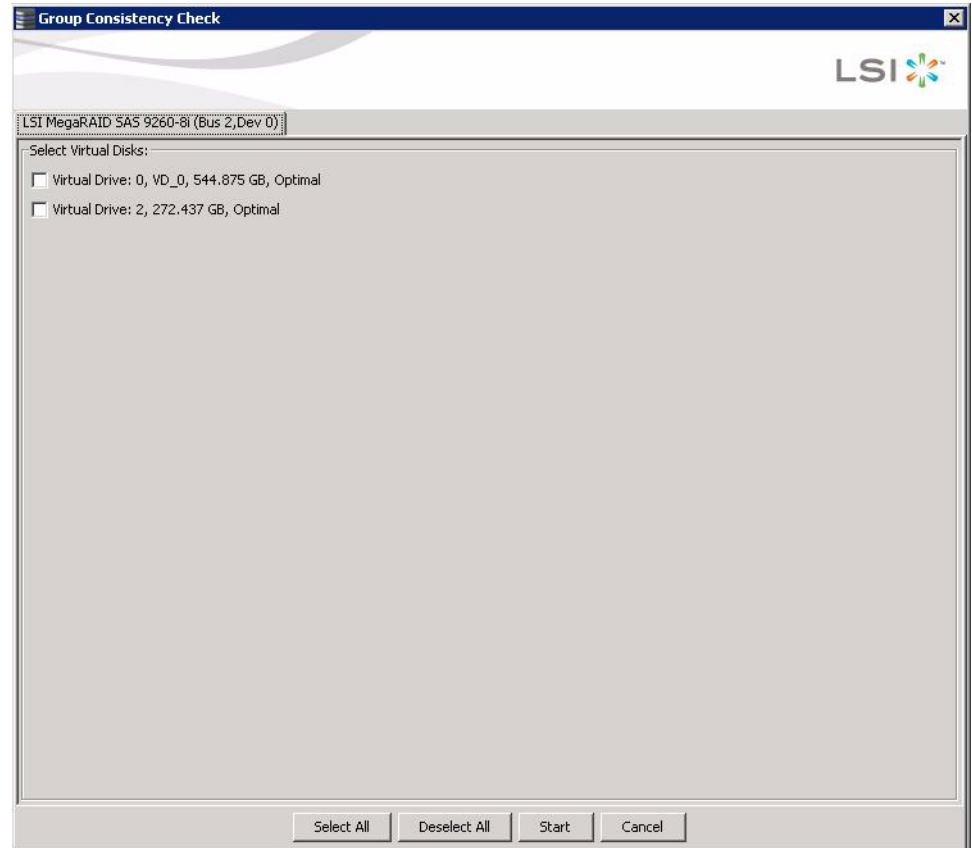 Group Consistency Check
LSI
LSI MegaRAID SAS 9260-8i (Bus 2,Dev 0)
Select Virtual Disks:
Virtual Drive: 0, VD_0, 544.875 GB, Optimal
Virtual Drive: 2, 272.437 GB, Optimal
Select All Deselect All Start Cancel